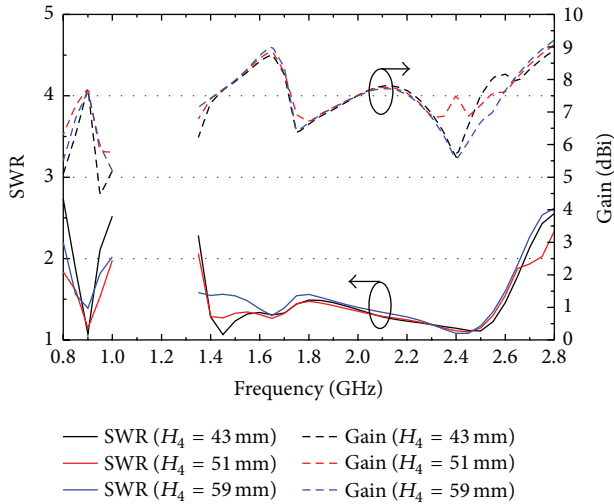 5
4
3
2
1
SWR
10
9
8
7
6
5
4
3
2
1
0
Gain (dBi)
0.8 1.0 1.2 1.4 1.6 1.8 2.0 2.2 2.4 2.6 2.8
Frequency (GHz)
SWR (H₄ = 43 mm)
SWR (H₄ = 51 mm)
SWR (H₄ = 59 mm)
Gain (H₄ = 43 mm)
Gain (H₄ = 51 mm)
Gain (H₄ = 59 mm)